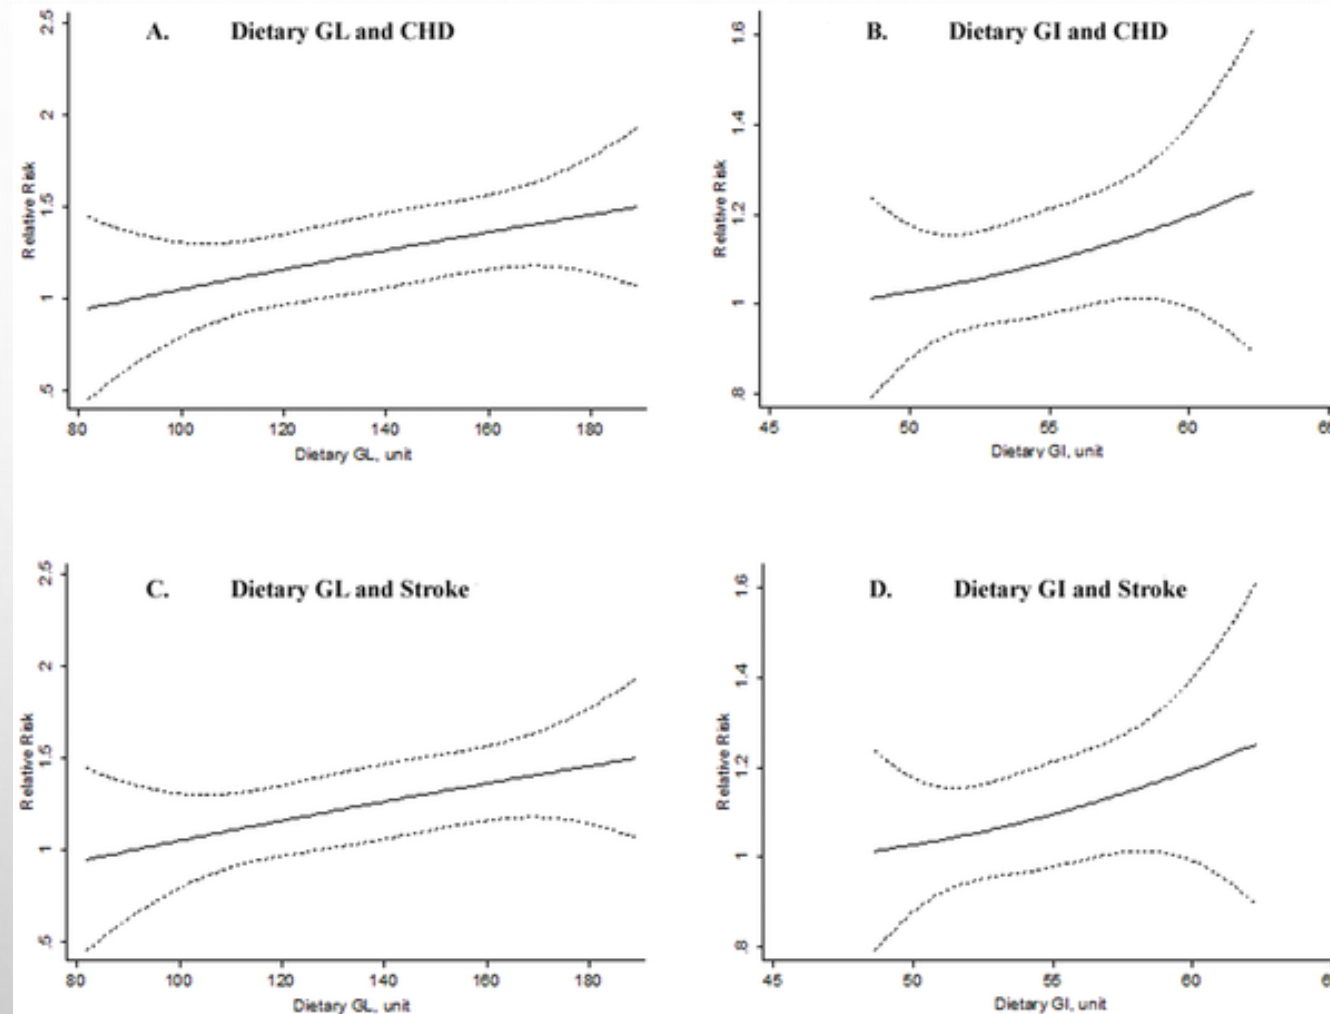 A. Dietary GL and CHD
2.5
2
1.5
1
.5
Relative Risk
80 100 120 140 160 180
Dietary GL, unit
B. Dietary GI and CHD
1.6
1.4
1.2
1
.8
Relative Risk
45 50 55 60
Dietary GI, unit
C. Dietary GL and Stroke
2.5
2
1.5
1
.5
Relative Risk
80 100 120 140 160 180
Dietary GL, unit
D. Dietary GI and Stroke
1.6
1.4
1.2
1
.8
Relative Risk
45 50 55 60
Dietary GI, unit